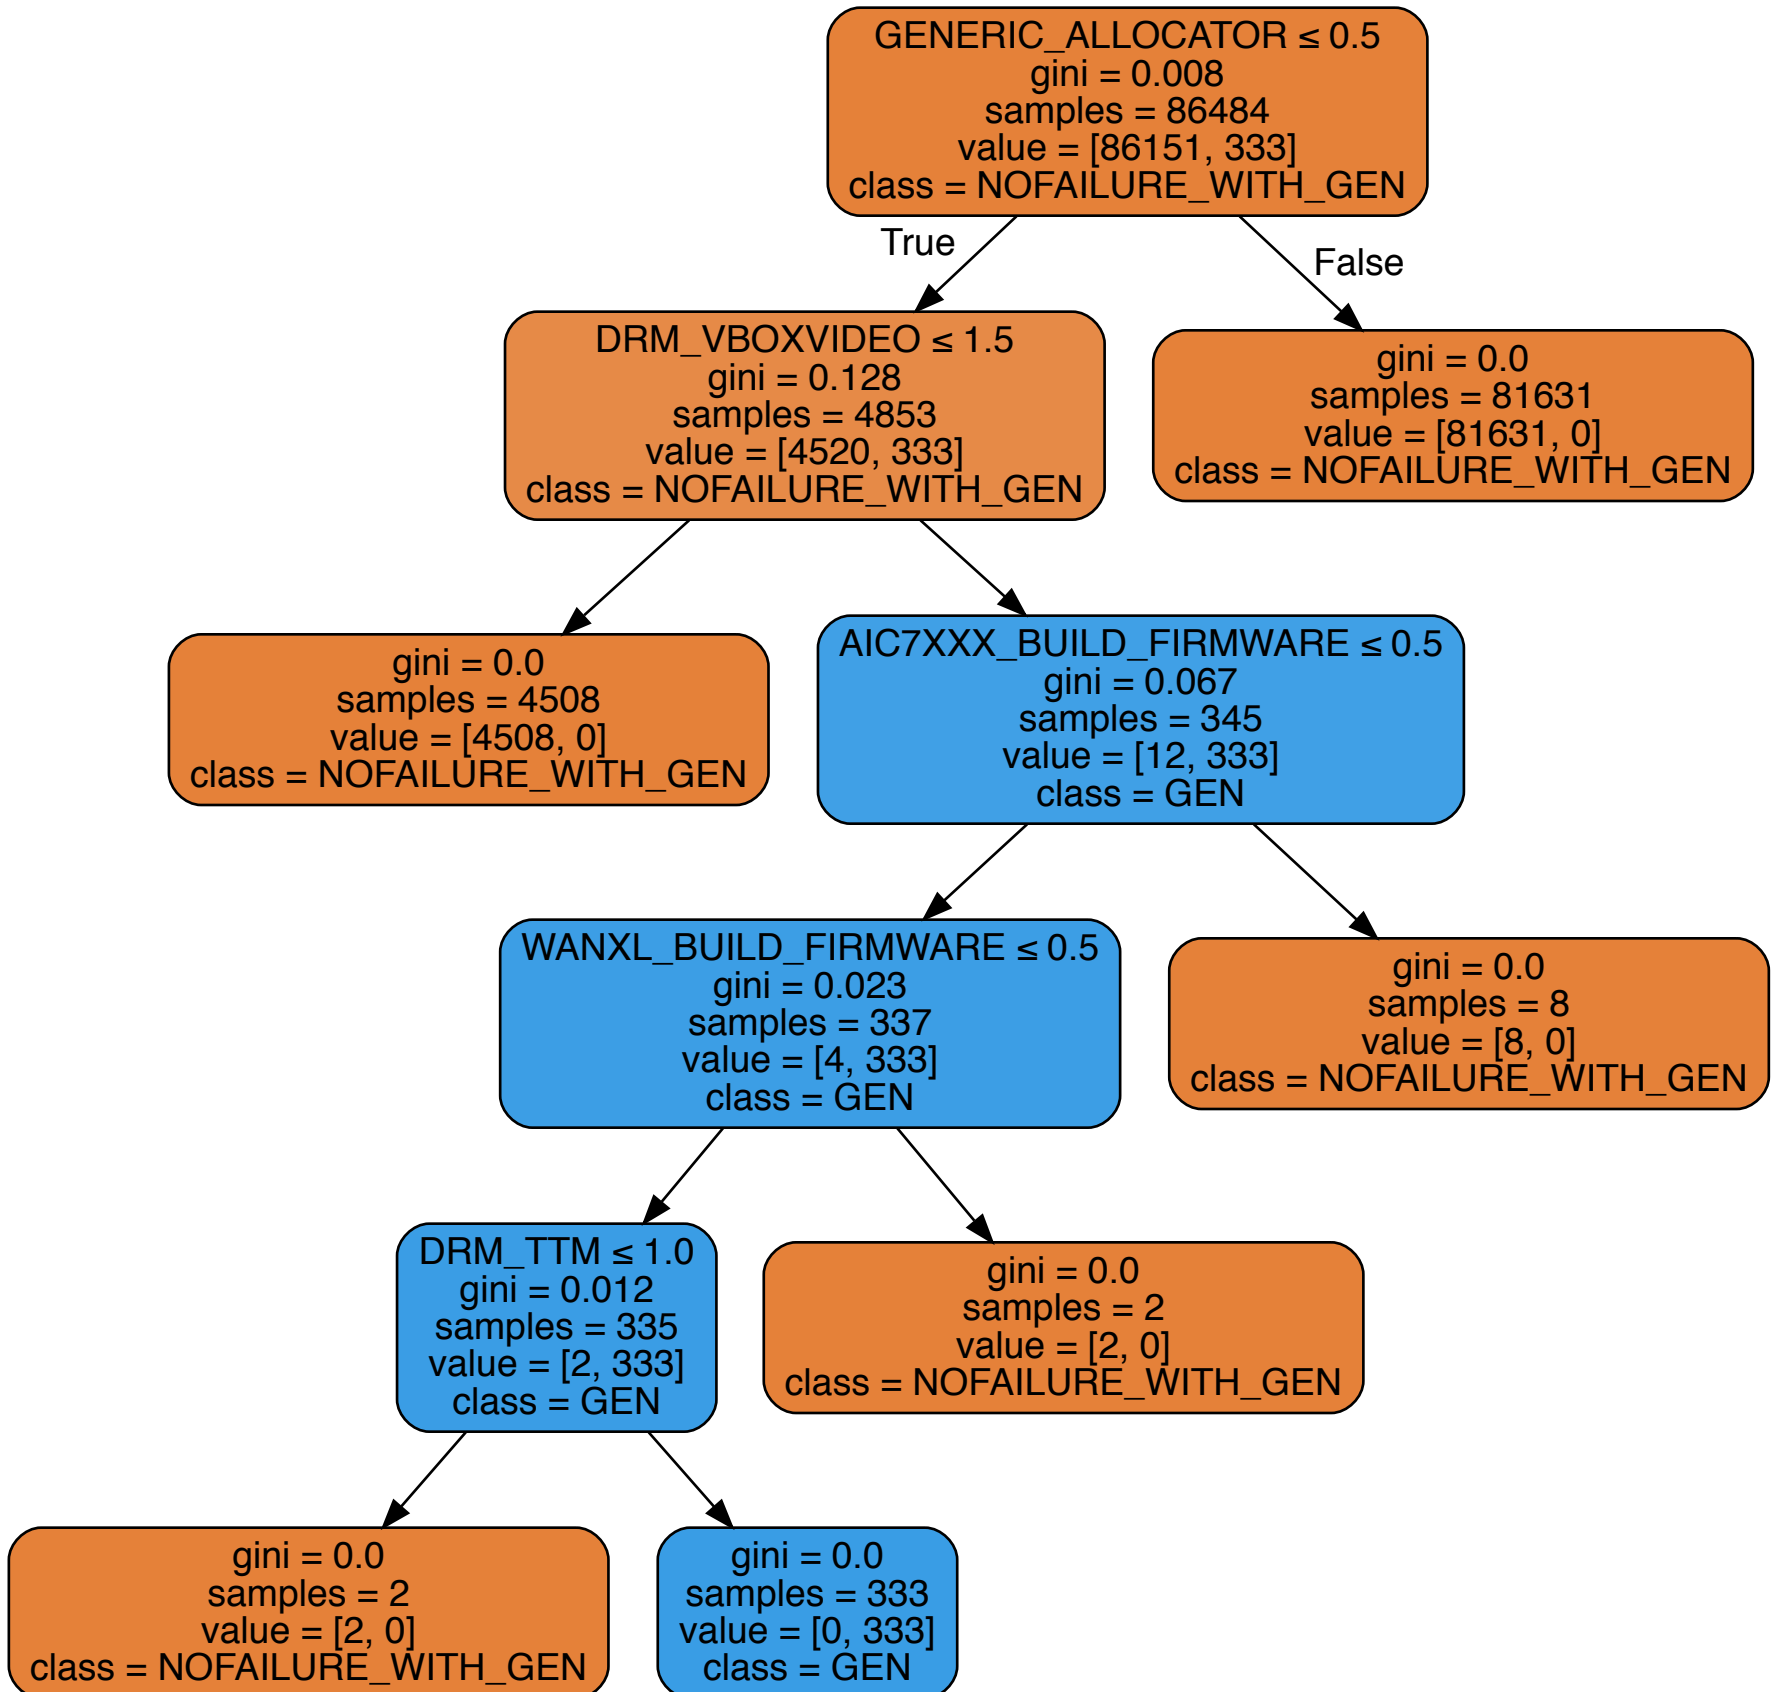 GENERIC_ALLOCATOR ≤ 0.5
gini = 0.008
samples = 86484
value = [86151, 333]
class = NOFAILURE_WITH_GEN
True
False
DRM_VBOXVIDEO ≤ 1.5
gini = 0.128
samples = 4853
value = [4520, 333]
class = NOFAILURE_WITH_GEN
gini = 0.0
samples = 81631
value = [81631, 0]
class = NOFAILURE_WITH_GEN
gini = 0.0
samples = 4508
value = [4508, 0]
class = NOFAILURE_WITH_GEN
AIC7XXX_BUILD_FIRMWARE ≤ 0.5
gini = 0.067
samples = 345
value = [12, 333]
class = GEN
WANXL_BUILD_FIRMWARE ≤ 0.5
gini = 0.023
samples = 337
value = [4, 333]
class = GEN
gini = 0.0
samples = 8
value = [8, 0]
class = NOFAILURE_WITH_GEN
DRM_TTM ≤ 1.0
gini = 0.012
samples = 335
value = [2, 333]
class = GEN
gini = 0.0
samples = 2
value = [2, 0]
class = NOFAILURE_WITH_GEN
gini = 0.0
samples = 2
value = [2, 0]
class = NOFAILURE_WITH_GEN
gini = 0.0
samples = 333
value = [0, 333]
class = GEN